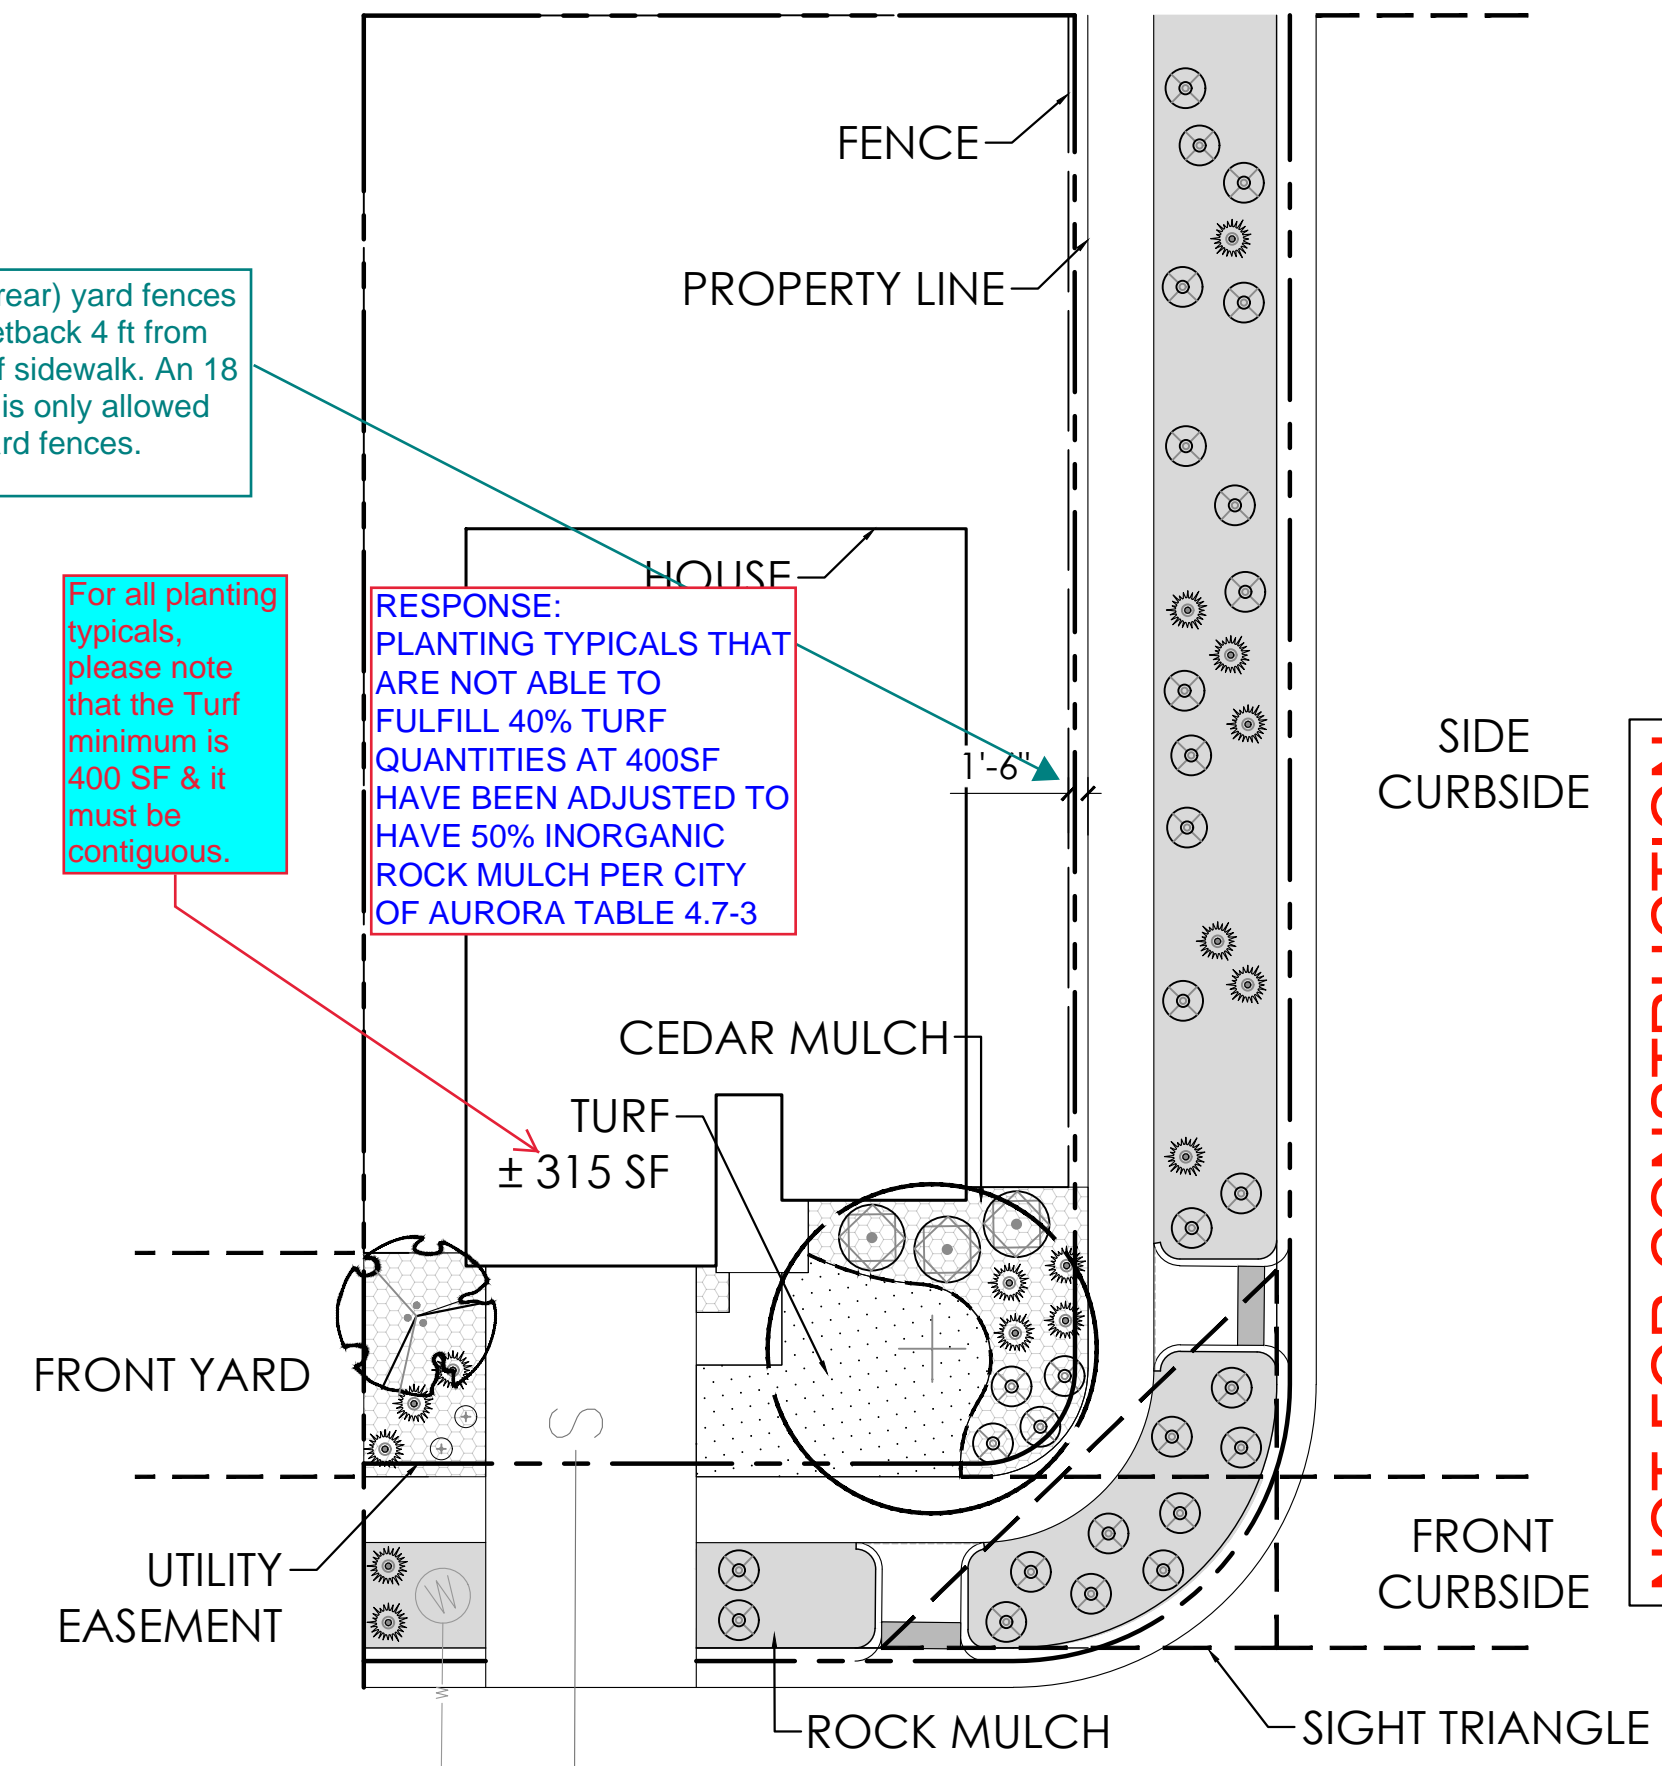 FENCE
PROPERTY LINE
rear) yard fences
4 ft from
sidewalk. An 18
is only allowed
fences.
HOUSE
For all planting
typicals,
please note
that the Turf
minimum is
400 SF & it
must be
contiguous.
RESPONSE:
PLANTING TYPICALS THAT
ARE NOT ABLE TO
FULFILL 40% TURF
QUANTITIES AT 400SF
HAVE BEEN ADJUSTED TO
HAVE 50% INORGANIC
ROCK MULCH PER CITY
OF AURORA TABLE 4.7-3
1'-6"
SIDE
CURBSIDE
CEDAR MULCH
TURF
± 315 SF
FRONT YARD
S
UTILITY
EASEMENT
W
W
FRONT
CURBSIDE
ROCK MULCH
SIGHT TRIANGLE
NOT FOR CONSTRUCTION